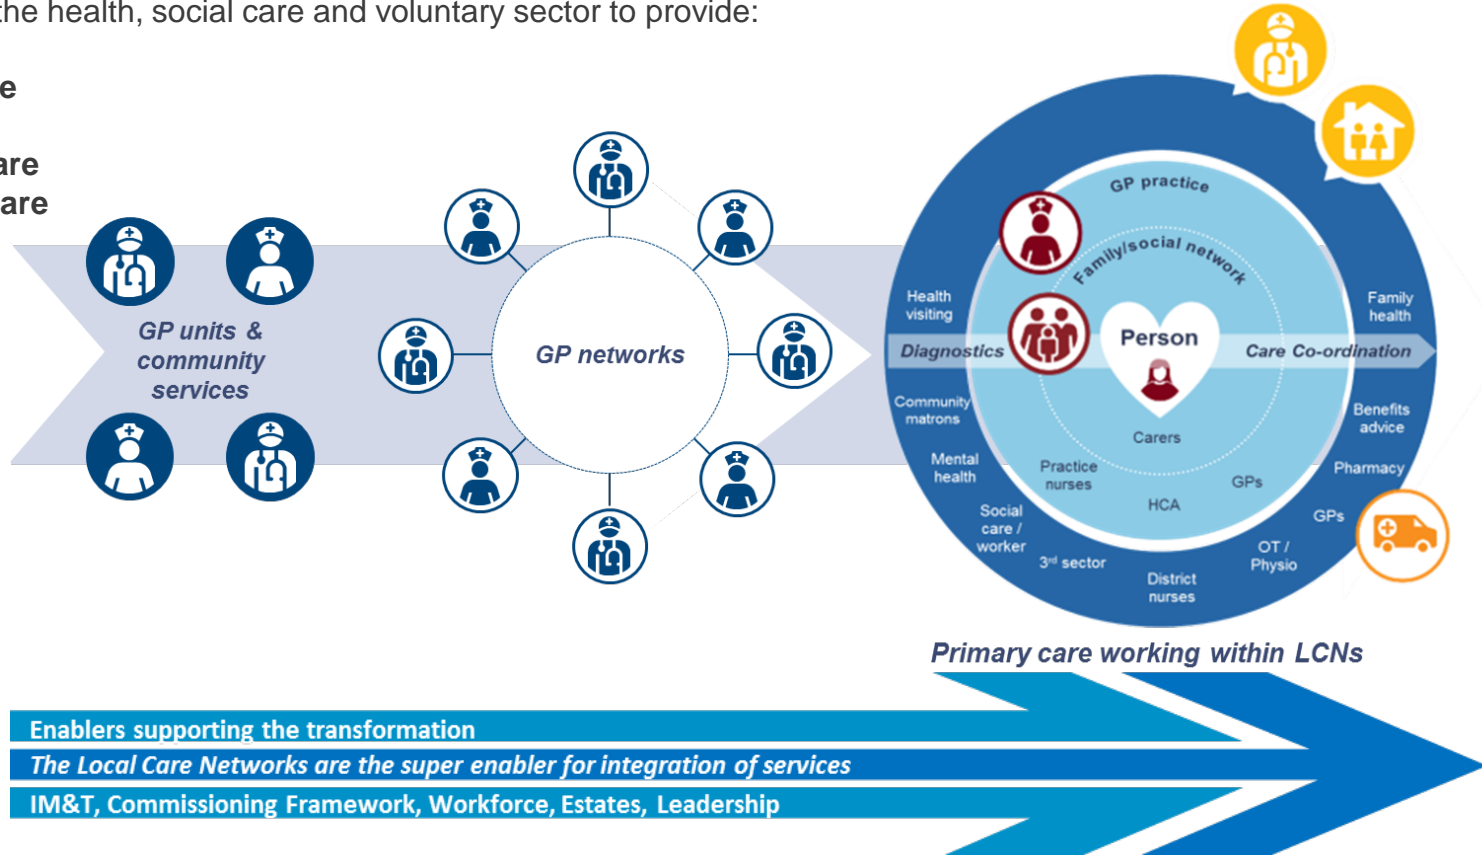 the health, social care and voluntary sector to provide:
GP units &
community
services
GP networks
GP practice
Family/social network
Person
Carers
Practice
nurses
HCA
GPs
Health
visiting
Diagnostics
Community
matrons
Mental
health
Social
care /
worker
3rd sector
District
nurses
OT /
Physio
GPs
Pharmacy
Benefits
advice
Care Co-ordination
Family
health
Primary care working within LCNs
Enablers supporting the transformation
The Local Care Networks are the super enabler for integration of services
IM&T, Commissioning Framework, Workforce, Estates, Leadership